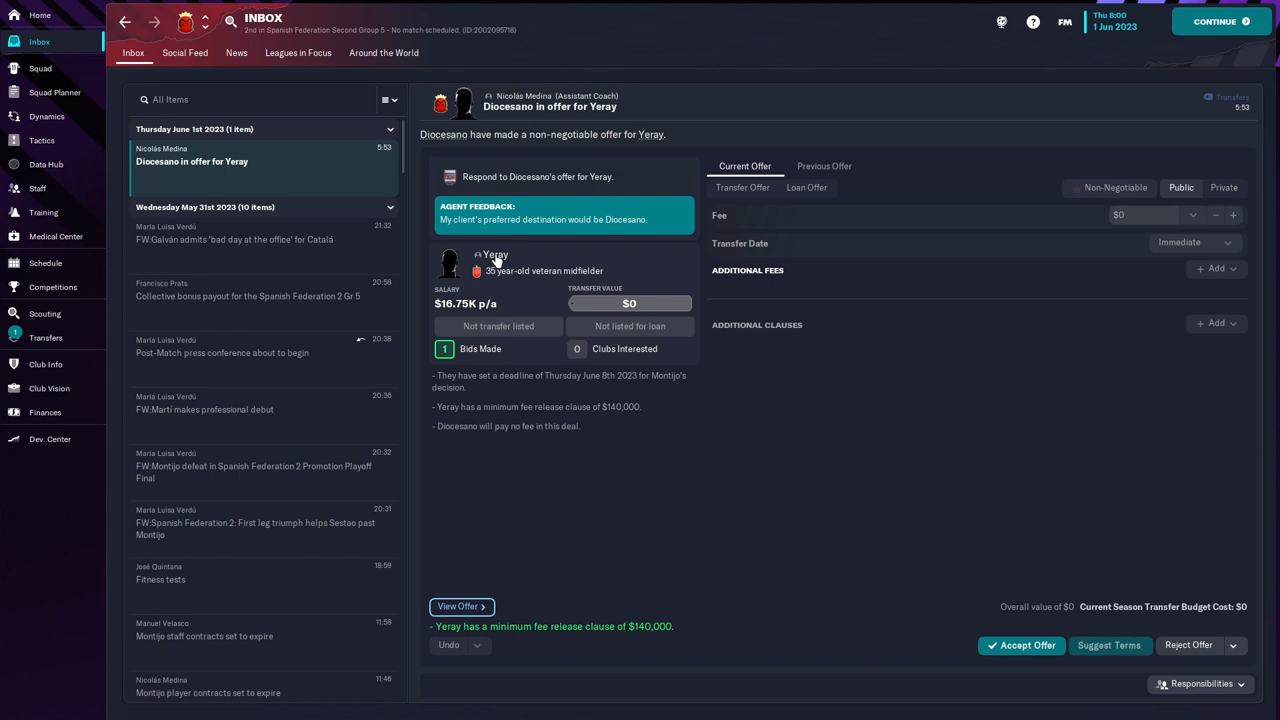 Home
INBOX
2nd in Spanish Federation Second Group 5 - No match scheduled. (ID:2002095718)
FM
Thu 8:00
1 Jun 2023
CONTINUE
Inbox
Squad
Squad Planner
Dynamics
Tactics
Data Hub
Staff
Training
Medical Center
Schedule
Competitions
Scouting
1
Transfers
Club Info
Club Vision
Finances
Dev. Center
Inbox
Social Feed
News
Leagues in Focus
Around the World
All Items
Thursday June 1st 2023 (1 item)
Nicolás Medina
5:53
Diocesano in offer for Yeray
Wednesday May 31st 2023 (10 items)
María Luisa Verdú
21:32
FW:Galván admits 'bad day at the office' for Catalá
Francisco Prats
20:58
Collective bonus payout for the Spanish Federation 2 Gr 5
María Luisa Verdú
20:38
Post-Match press conference about to begin
María Luisa Verdú
20:36
FW:Martí makes professional debut
María Luisa Verdú
20:32
FW:Montijo defeat in Spanish Federation 2 Promotion Playoff
Final
María Luisa Verdú
20:31
FW:Spanish Federation 2: First leg triumph helps Sestao past
Montijo
José Quintana
18:59
Fitness tests
Manuel Velasco
11:58
Montijo staff contracts set to expire
Nicolás Medina
11:46
Montijo player contracts set to expire
Nicolás Medina (Assistant Coach)
Diocesano in offer for Yeray
Transfers
5:53
Diocesano have made a non-negotiable offer for Yeray.
Respond to Diocesano's offer for Yeray.
AGENT FEEDBACK:
My client's preferred destination would be Diocesano.
Yeray
35 year-old veteran midfielder
SALARY
TRANSFER VALUE
$16.75K p/a
$0
Not transfer listed
Not listed for loan
1
Bids Made
0
Clubs Interested
- They have set a deadline of Thursday June 8th 2023 for Montijo's
decision.
- Yeray has a minimum fee release clause of $140,000.
- Diocesano will pay no fee in this deal.
Current Offer
Previous Offer
Transfer Offer
Loan Offer
Non-Negotiable
Public
Private
Fee
$0
Transfer Date
Immediate
ADDITIONAL FEES
Add
ADDITIONAL CLAUSES
Add
View Offer
Overall value of $0 Current Season Transfer Budget Cost: $0
- Yeray has a minimum fee release clause of $140,000.
Undo
Accept Offer
Suggest Terms
Reject Offer
Responsibilities